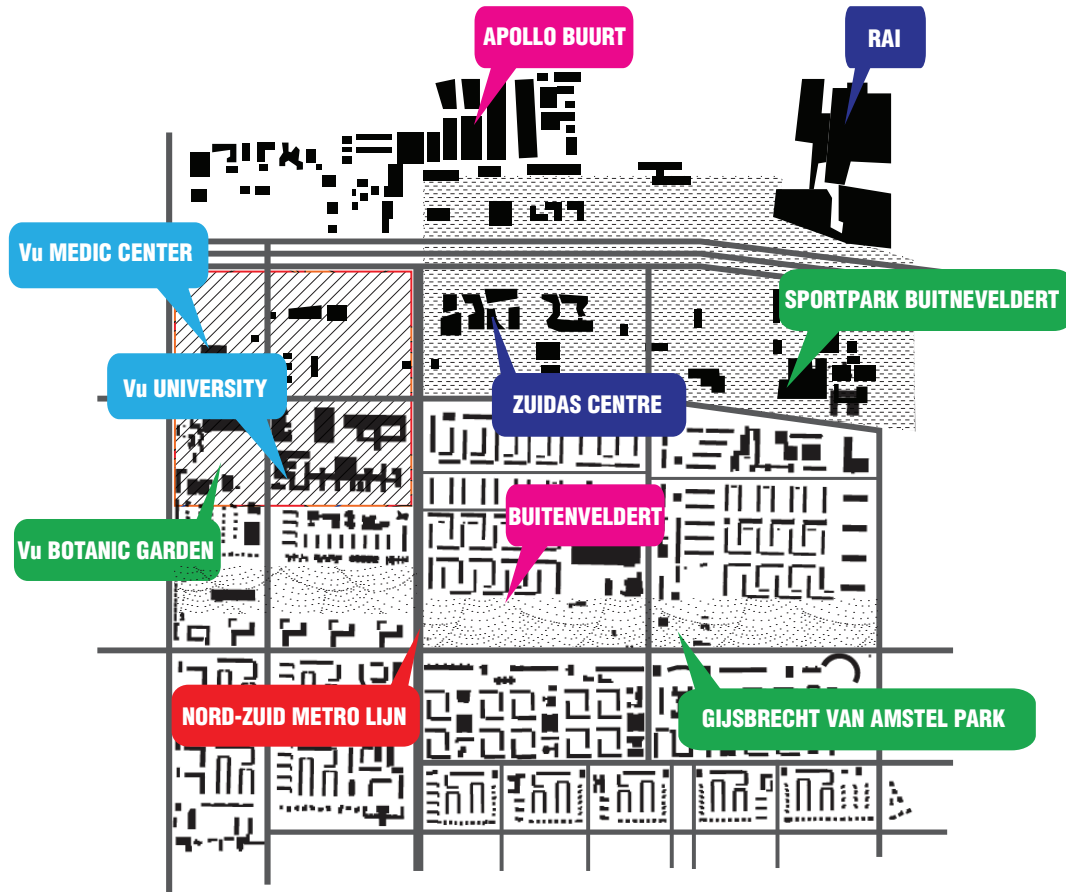 APOLLO BUURT
RAI
Vu MEDIC CENTER
SPORTPARK BUITNEVELDERT
Vu UNIVERSITY
ZUIDAS CENTRE
BUITENVELDERT
Vu BOTANIC GARDEN
NORD-ZUID METRO LIJN
GIJSBRECHT VAN AMSTEL PARK